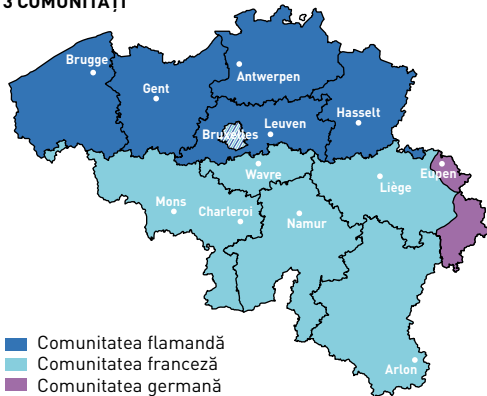 3 COMUNITĂȚI
Brugge
Antwerpen
Gent
Hasselt
Leuven
Bruxelles
Wavre
Eupen
Liège
Mons
Charleroi
Namur
Arlon
Comunitatea flamandă
Comunitatea franceză
Comunitatea germană